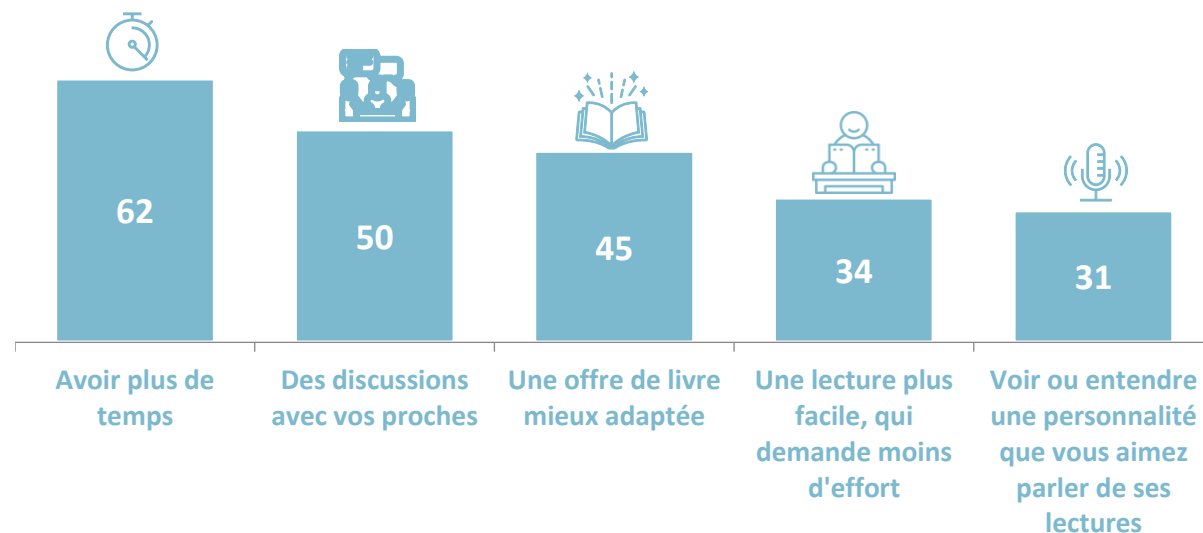 62
50
45
34
31
Avoir plus de
temps
Des discussions
avec vos proches
Une offre de livre
mieux adaptée
Une lecture plus
facile, qui
demande moins
d'effort
Voir ou entendre
une personnalité
que vous aimez
parler de ses
lectures